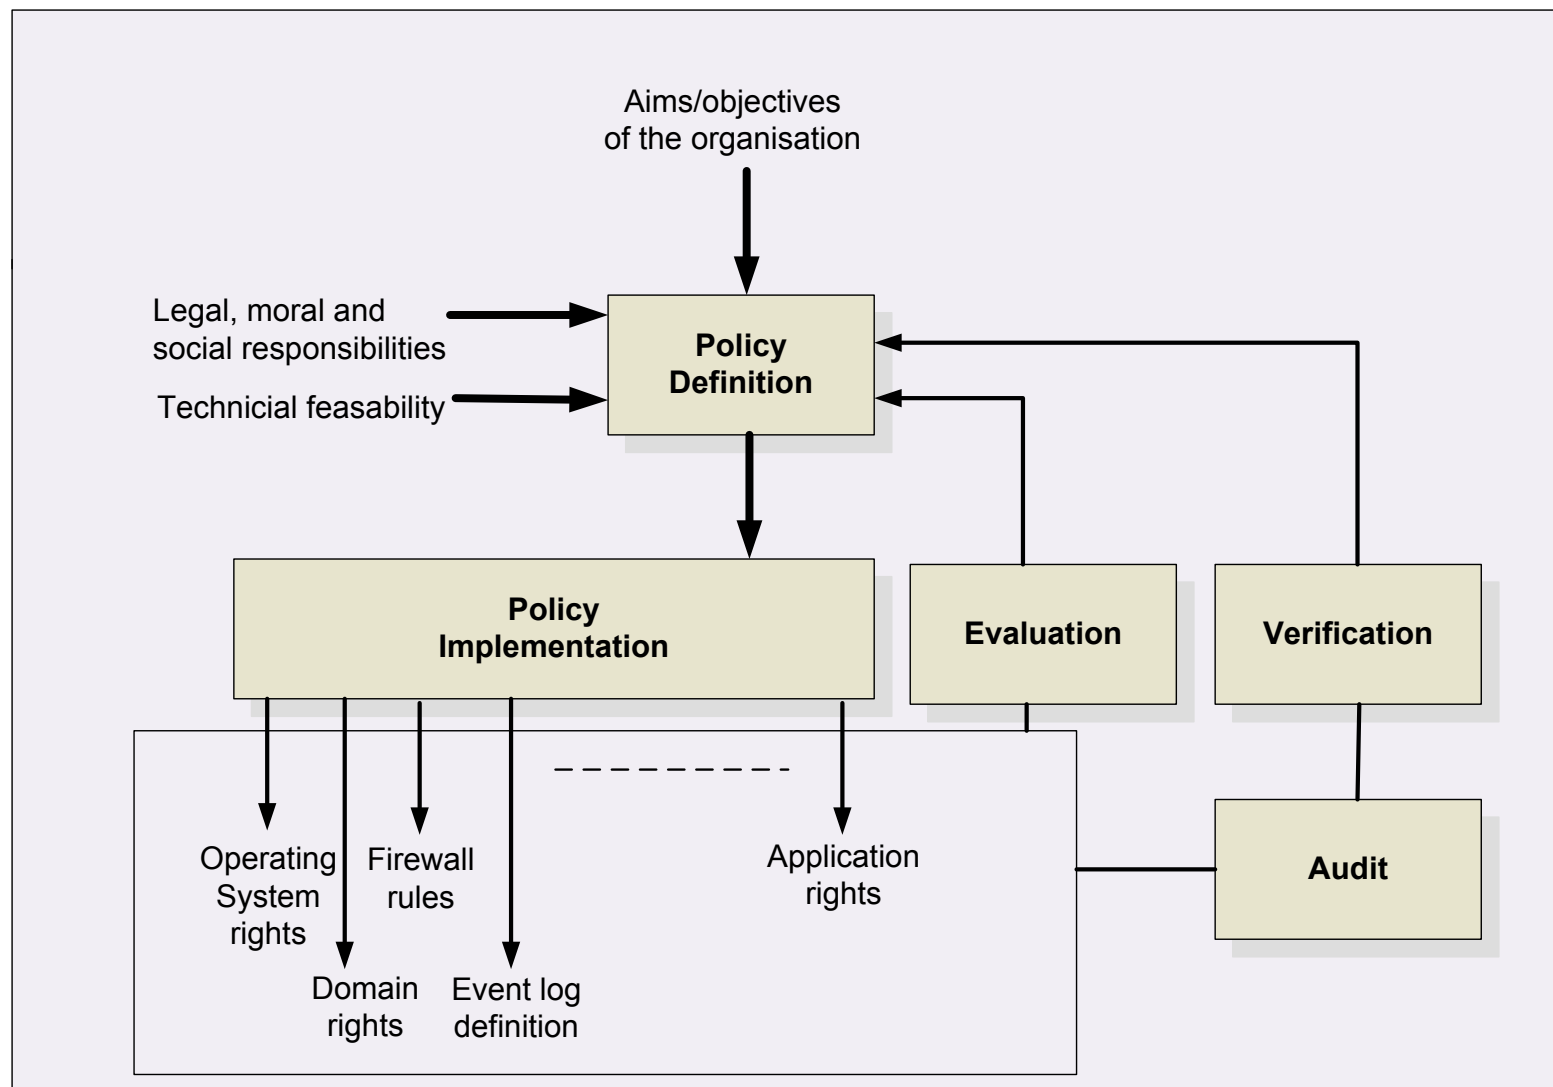 Aims/objectives
of the organisation
Legal, moral and
social responsibilities
Technicial feasability
Policy
Definition
Policy
Implementation
Evaluation
Verification
Operating
System
rights
Firewall
rules
Application
rights
Audit
Domain
rights
Event log
definition